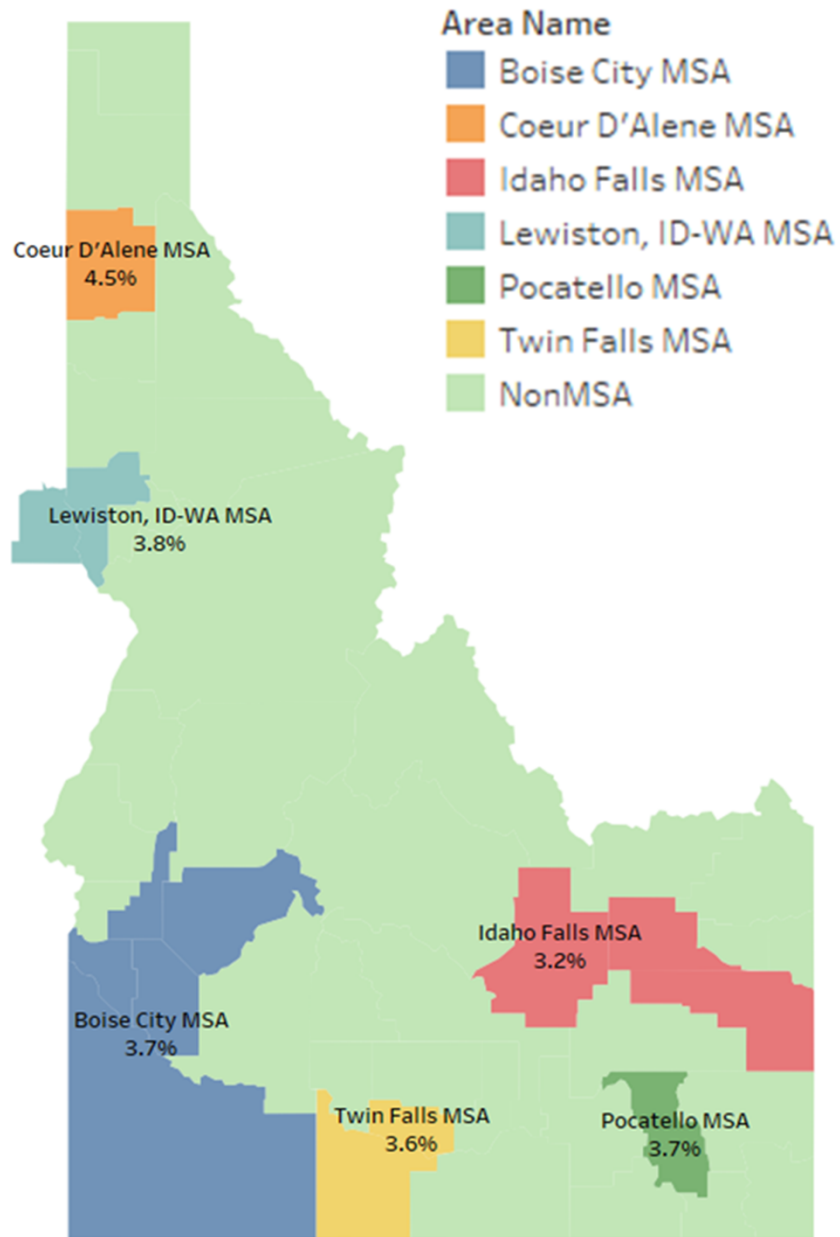 Area Name
Boise City MSA
Coeur D'Alene MSA
Idaho Falls MSA
Lewiston, ID-WA MSA
Pocatello MSA
Twin Falls MSA
NonMSA
Coeur D'Alene MSA
4.5%
Lewiston, ID-WA MSA
3.8%
Idaho Falls MSA
3.2%
Boise City MSA
3.7%
Twin Falls MSA
3.6%
Pocatello MSA
3.7%